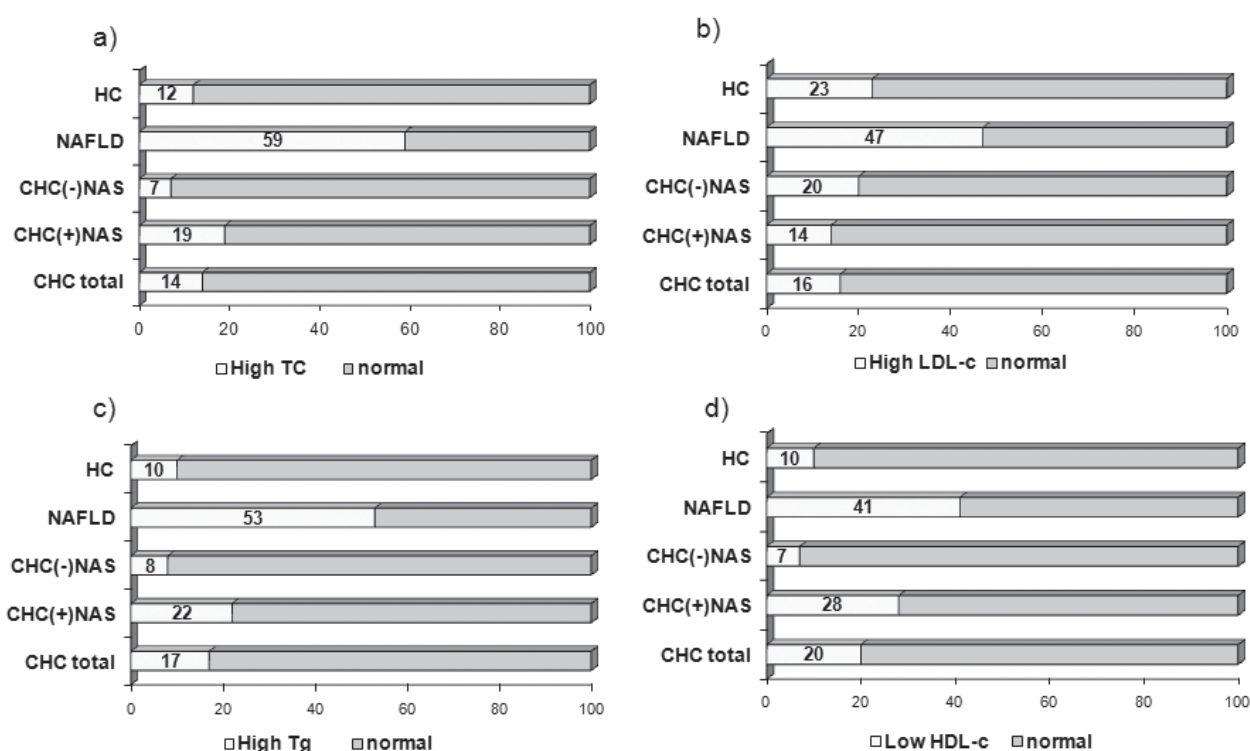 a)
HC 12
NAFLD 59
CHC(-)NAS 7
CHC(+)NAS 19
CHC total 14
0 20 40 60 80 100
High TC normal
b)
HC 23
NAFLD 47
CHC(-)NAS 20
CHC(+)NAS 14
CHC total 16
0 20 40 60 80 100
High LDL-c normal
c)
HC 10
NAFLD 53
CHC(-)NAS 8
CHC(+)NAS 22
CHC total 17
0 20 40 60 80 100
High Tg normal
d)
HC 10
NAFLD 41
CHC(-)NAS 7
CHC(+)NAS 28
CHC total 20
0 20 40 60 80 100
Low HDL-c normal